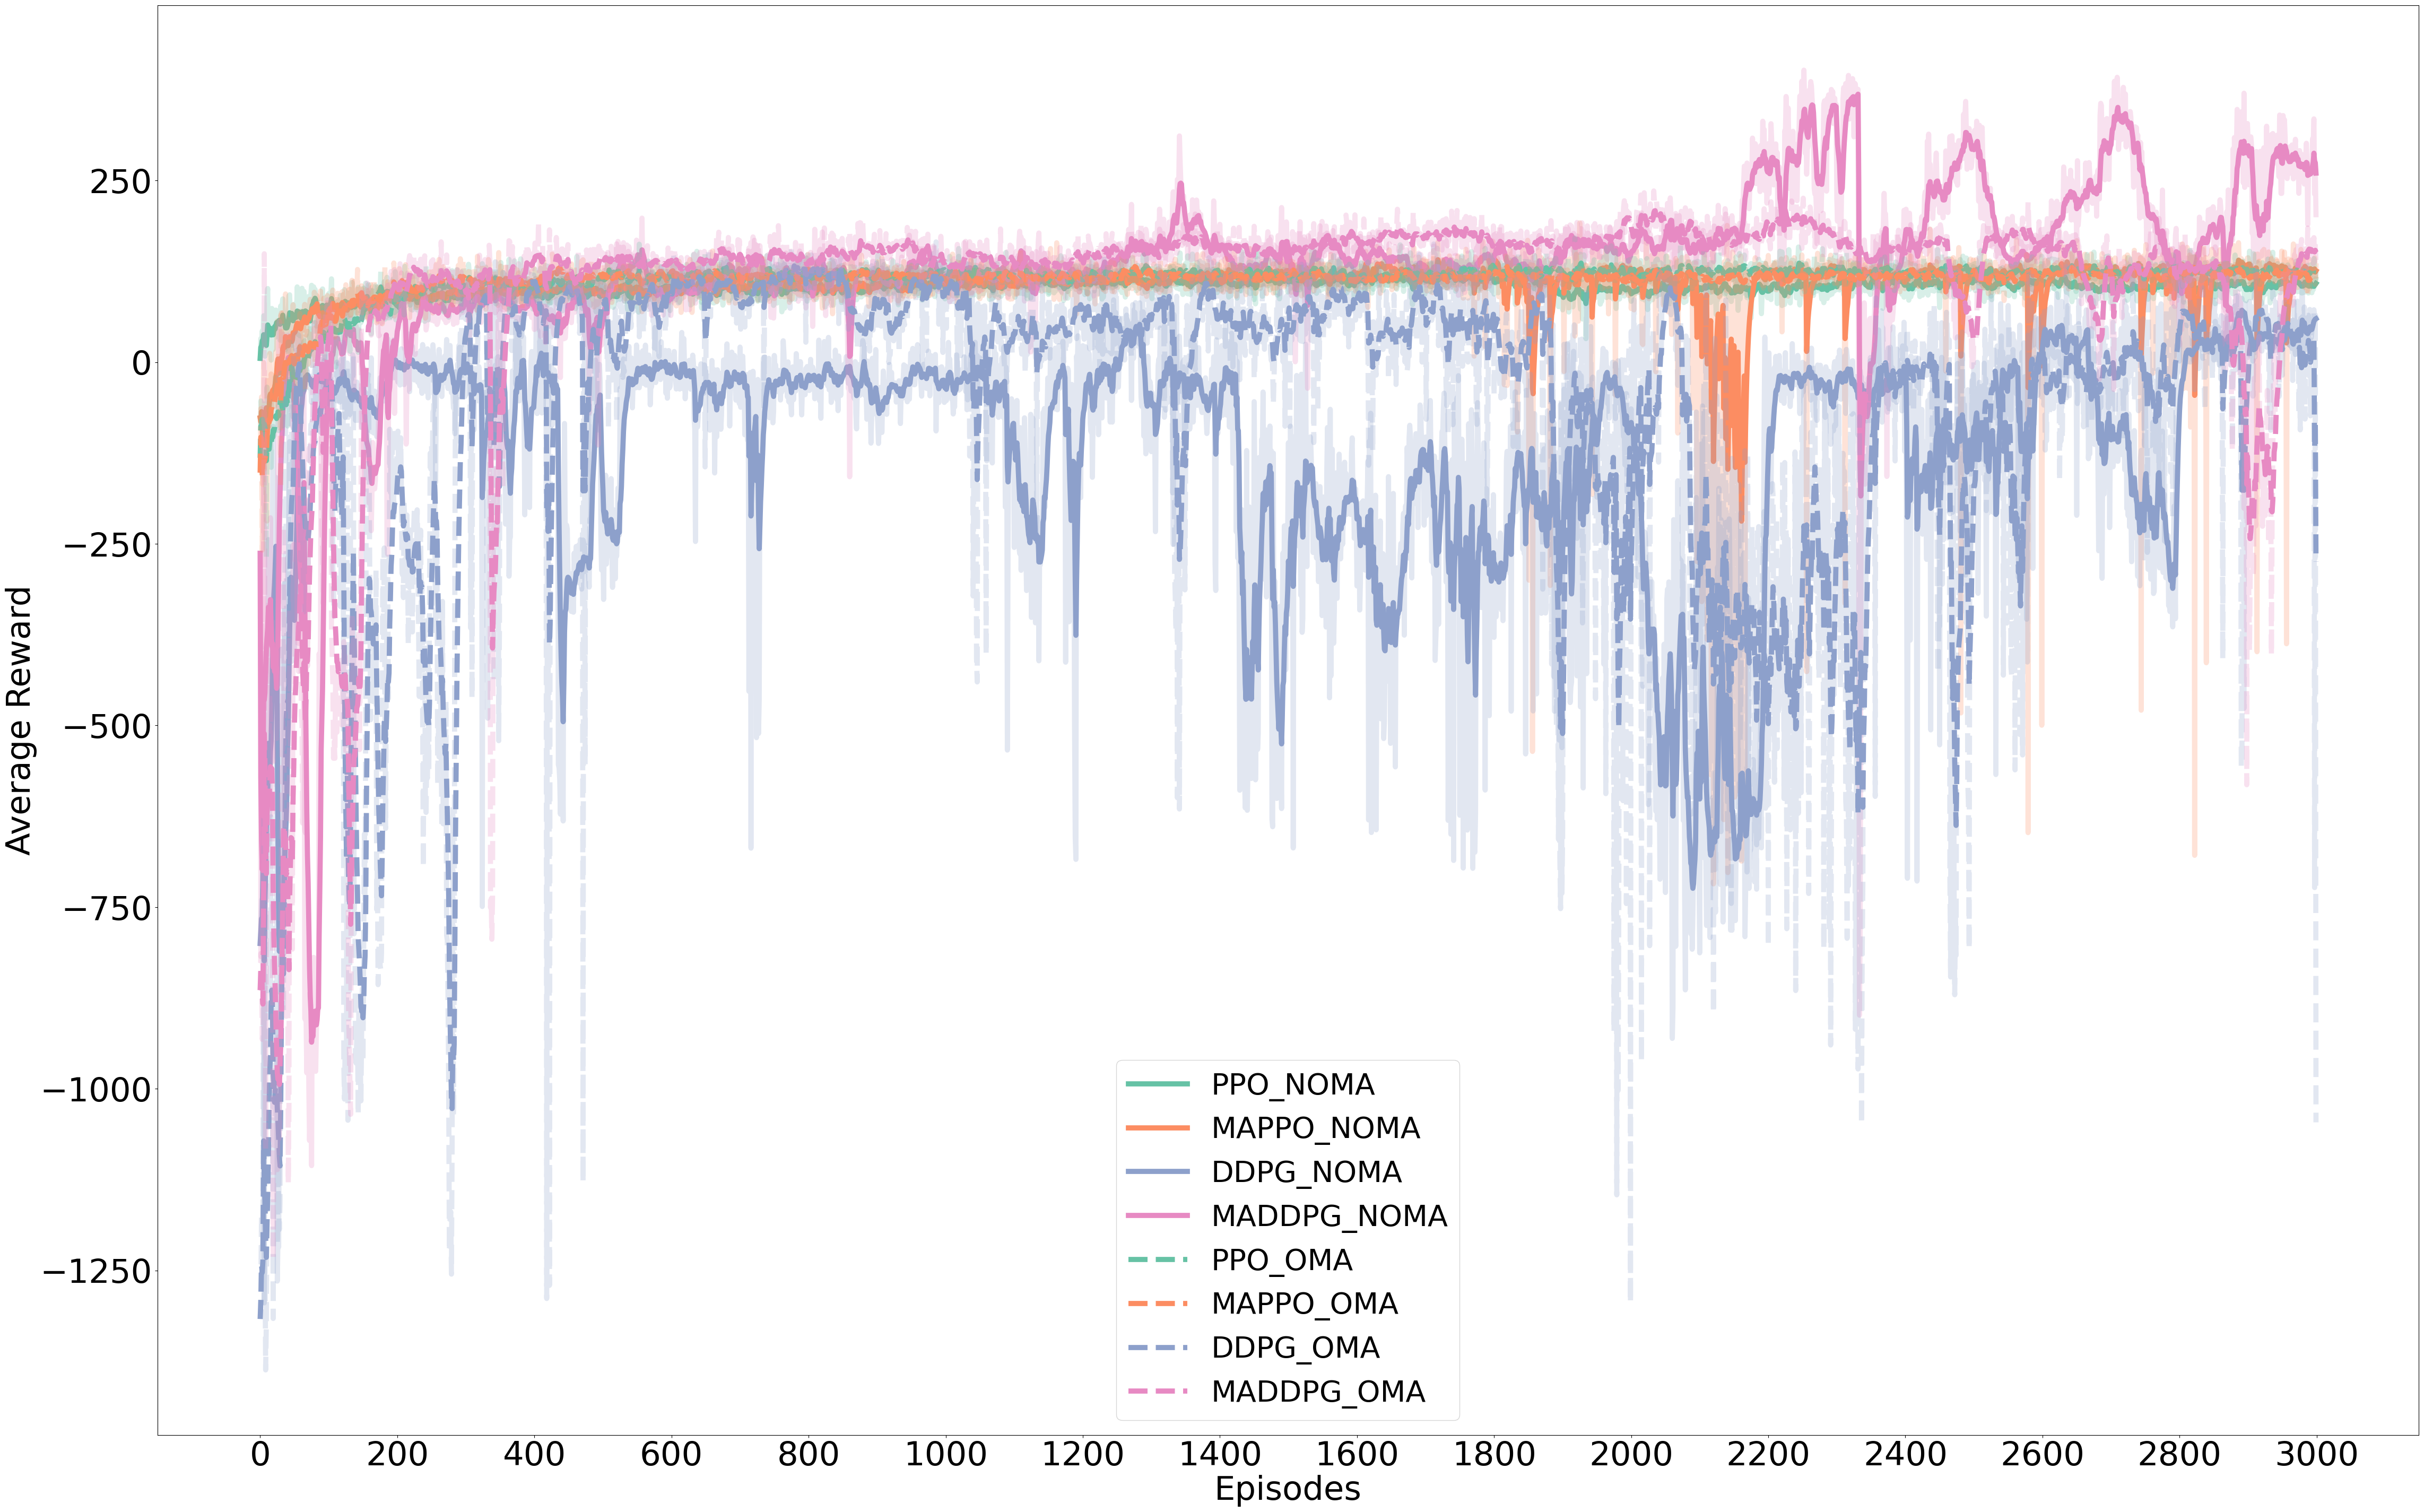 250
0
−250
−500
−750
−1000
−1250
Average Reward
PPO_NOMA
MAPPO_NOMA
DDPG_NOMA
MADDPG_NOMA
PPO_OMA
MAPPO_OMA
DDPG_OMA
MADDPG_OMA
0 200 400 600 800 1000 1200 1400 1600 1800 2000 2200 2400 2600 2800 3000
Episodes